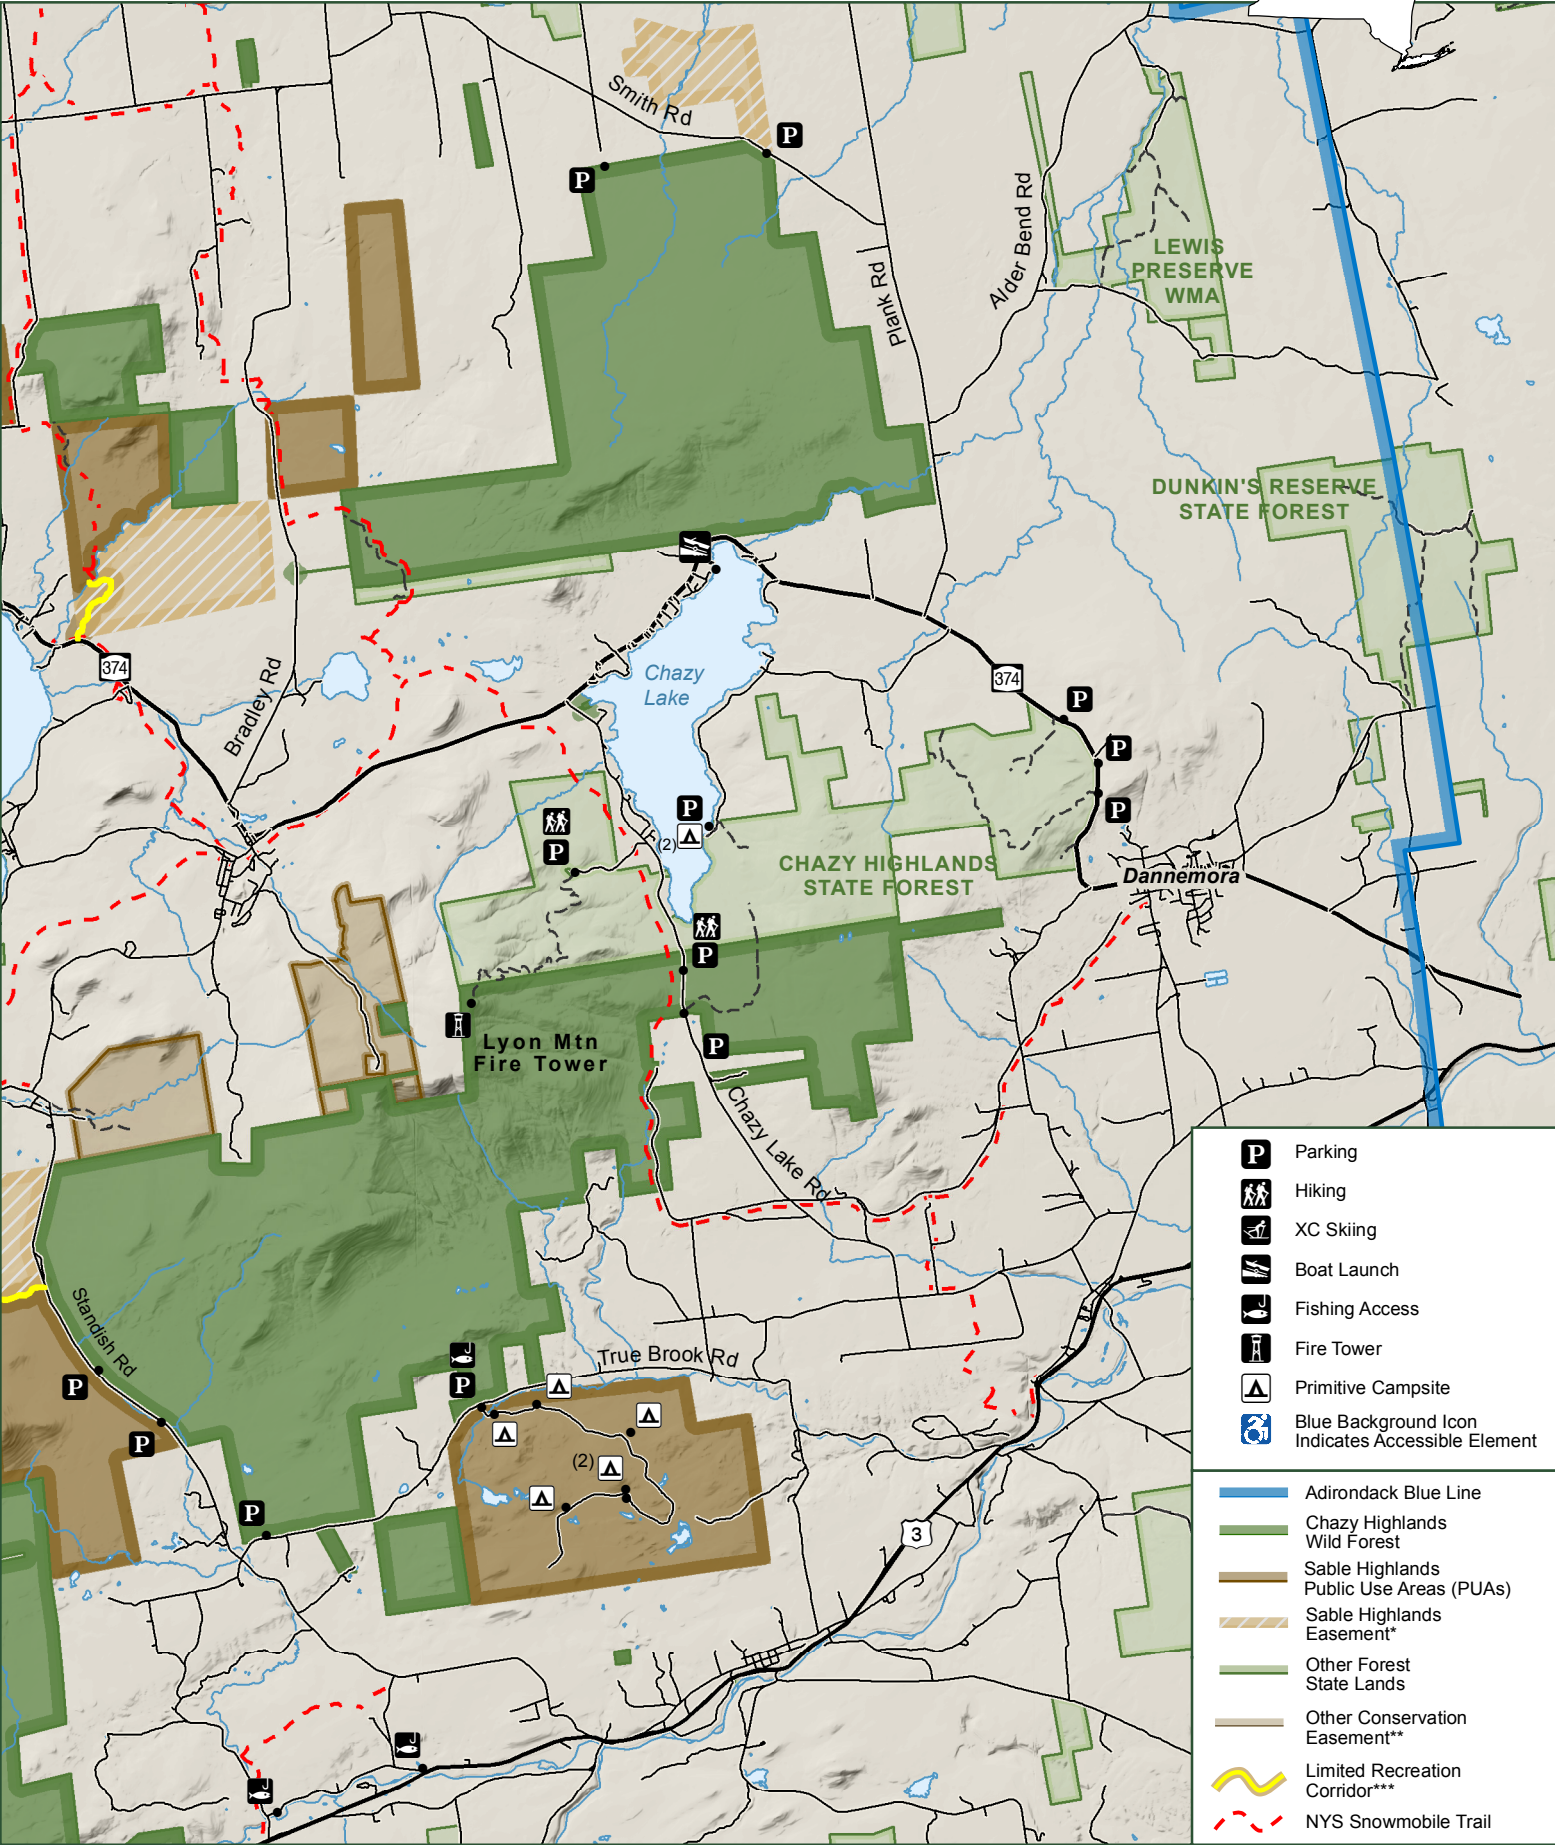 Smith Rd
P
P
Alder Bend Rd
Plank Rd
LEWIS
PRESERVE
WMA
DUNKIN'S RESERVE
STATE FOREST
374
Bradley Rd
Chazy
Lake
374
P
P
P
P
(2)
P
CHAZY HIGHLANDS
STATE FOREST
Dannemora
P
Lyon Mtn
Fire Tower
P
Chazy Lake Rd
Standish Rd
True Brook Rd
P
P
P
(2)
P
3
P Parking
Hiking
XC Skiing
Boat Launch
Fishing Access
Fire Tower
Primitive Campsite
Blue Background Icon
Indicates Accessible Element
Adirondack Blue Line
Chazy Highlands
Wild Forest
Sable Highlands
Public Use Areas (PUAs)
Sable Highlands
Easement*
Other Forest
State Lands
Other Conservation
Easement**
Limited Recreation
Corridor***
NYS Snowmobile Trail